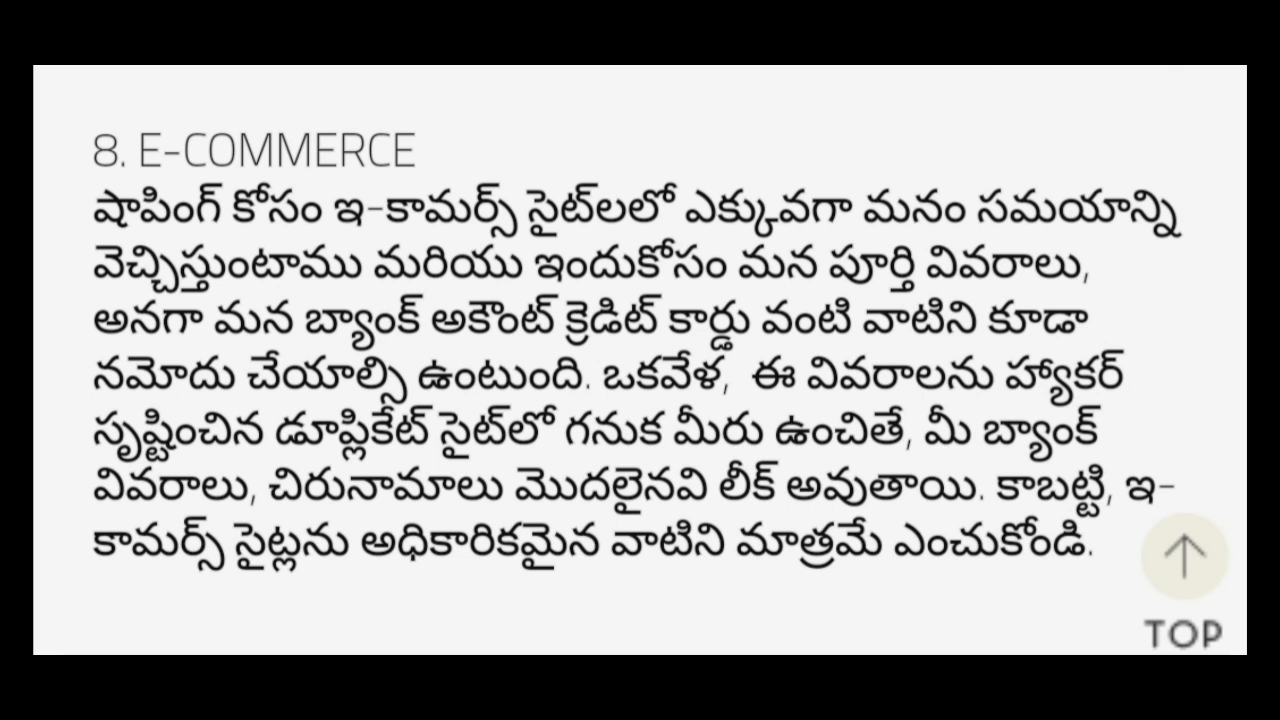 8. E-COMMERCE
షాపింగ్ కోసం ఇ-కామర్స్ సైట్‌లలో ఎక్కువగా మనం సమయాన్ని
వెచ్చిస్తుంటాము మరియు ఇందుకోసం మన పూర్తి వివరాలు,
అనగా మన బ్యాంక్ అకౌంట్ క్రెడిట్ కార్డు వంటి వాటిని కూడా
నమోదు చేయాల్సి ఉంటుంది. ఒకవేళ, ఈ వివరాలను హ్యాకర్
సృష్టించిన డూప్లికేట్ సైట్‌లో గనుక మీరు ఉంచితే, మీ బ్యాంక్
వివరాలు, చిరునామాలు మొదలైనవి లీక్ అవుతాయి. కాబట్టి, ఇ-
కామర్స్ సైట్లను అధికారికమైన వాటిని మాత్రమే ఎంచుకోండి.
TOP